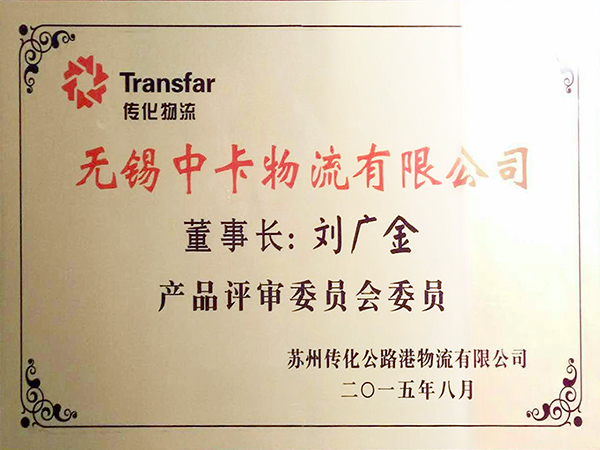 Transfar
传化物流
无锡中卡物流有限公司
董事长：刘广金
产品评审委员会委员
苏州传化公路港物流有限公司
二〇一五年八月